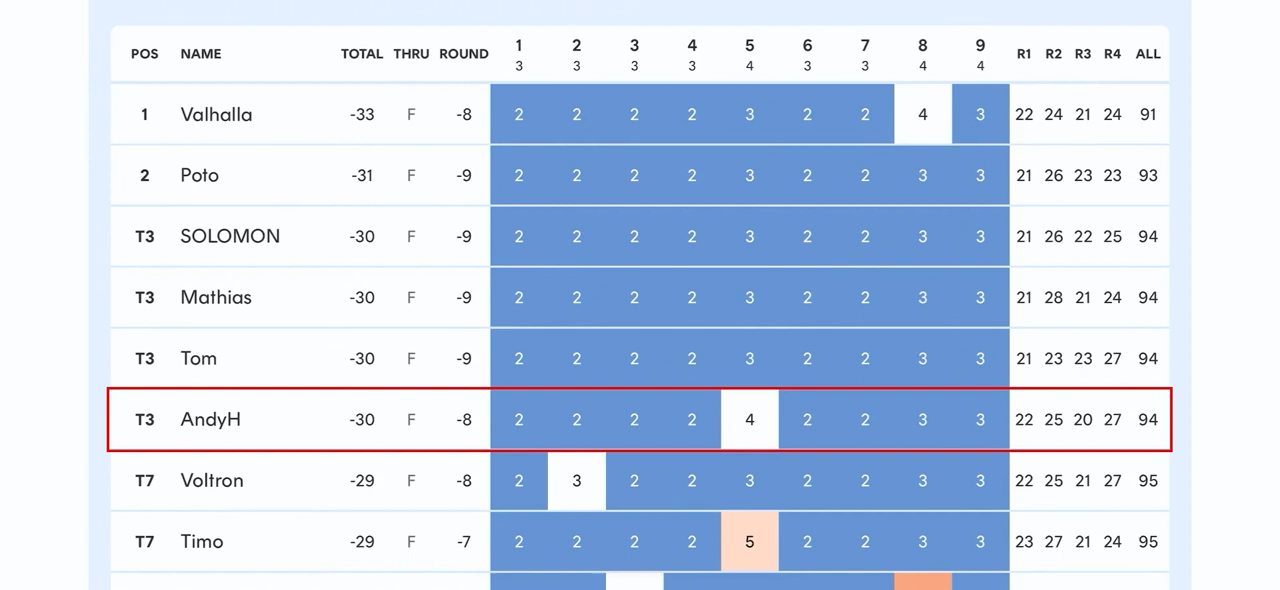 POS NAME TOTAL THRU ROUND 1 2 3 4 5 6 7 8 9 R1 R2 R3 R4 ALL
3 3 3 3 4 3 3 4 4
1 Valhalla -33 F -8 2 2 2 2 3 2 2 4 3 22 24 21 24 91
2 Poto -31 F -9 2 2 2 2 3 2 2 3 3 21 26 23 23 93
T3 SOLOMON -30 F -9 2 2 2 2 3 2 2 3 3 21 26 22 25 94
T3 Mathias -30 F -9 2 2 2 2 3 2 2 3 3 21 28 21 24 94
T3 Tom -30 F -9 2 2 2 2 3 2 2 3 3 21 23 23 27 94
T3 AndyH -30 F -8 2 2 2 2 4 2 2 3 3 22 25 20 27 94
T7 Voltron -29 F -8 2 3 2 2 3 2 2 3 3 22 25 21 27 95
T7 Timo -29 F -7 2 2 2 2 5 2 2 3 3 23 27 21 24 95